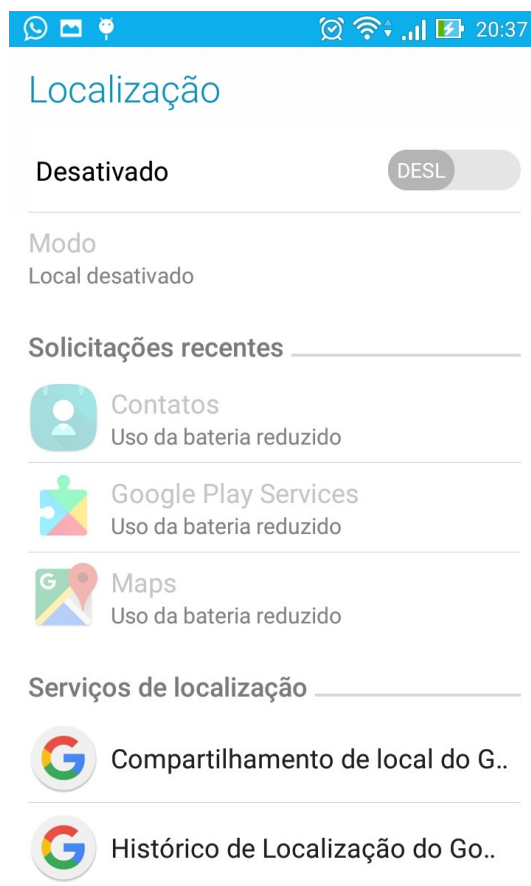 20:37
Localização
Desativado
DESL
Modo
Local desativado
Solicitações recentes
Contatos
Uso da bateria reduzido
Google Play Services
Uso da bateria reduzido
G
Maps
Uso da bateria reduzido
Serviços de localização
G
Compartilhamento de local do G..
G
Histórico de Localização do Go..